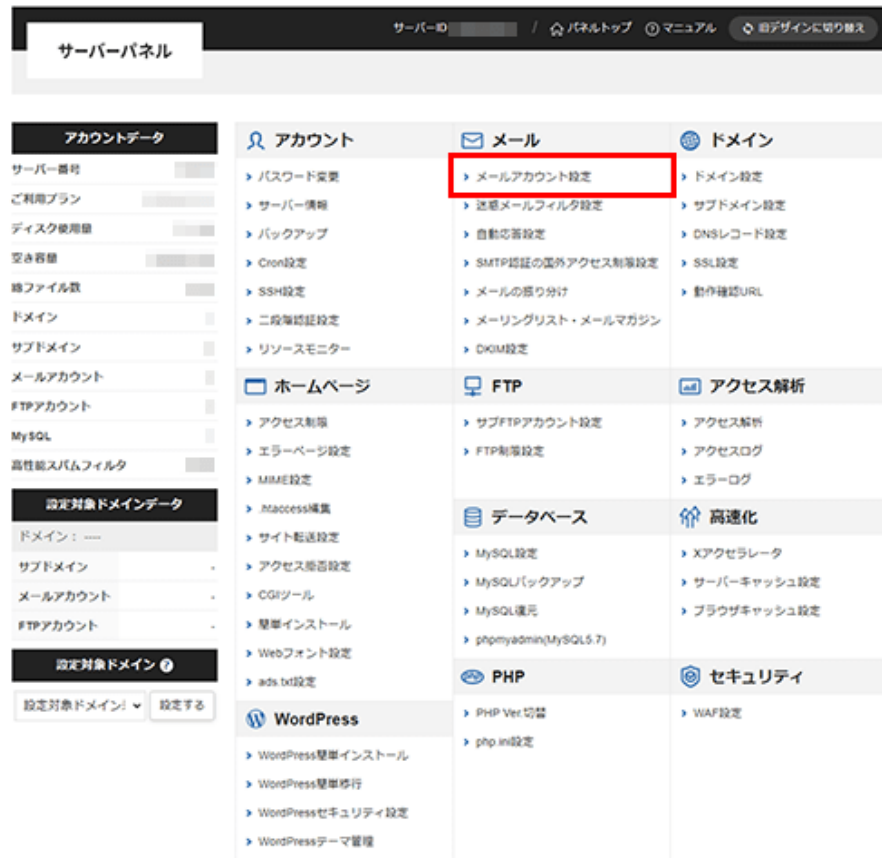 サーバーパネル
サーバーID
/
パネルトップ
マニュアル
旧デザインに切り替え
アカウントデータ
サーバー番号
ご利用プラン
ディスク使用量
空き容量
総ファイル数
ドメイン
サブドメイン
メールアカウント
FTPアカウント
MySQL
高性能スパムフィルタ
設定対象ドメインデータ
ドメイン： ----
サブドメイン -
メールアカウント -
FTPアカウント -
設定対象ドメイン ?
設定対象ドメイン
設定する
アカウント
パスワード変更
サーバー情報
バックアップ
Cron設定
SSH設定
二段階認証設定
リソースモニター
メール
メールアカウント設定
迷惑メールフィルタ設定
自動応答設定
SMTP認証の国外アクセス制限設定
メールの振り分け
メーリングリスト・メールマガジン
DKIM設定
ドメイン
ドメイン設定
サブドメイン設定
DNSレコード設定
SSL設定
動作確認URL
ホームページ
アクセス制限
エラーページ設定
MIME設定
.htaccess編集
サイト転送設定
アクセス拒否設定
CGIツール
簡単インストール
Webフォント設定
ads.txt設定
FTP
サブFTPアカウント設定
FTP制限設定
アクセス解析
アクセス解析
アクセスログ
エラーログ
データベース
MySQL設定
MySQLバックアップ
MySQL復元
phpmyadmin(MySQL5.7)
高速化
Xアクセラレータ
サーバーキャッシュ設定
ブラウザキャッシュ設定
PHP
PHP Ver.切替
php.ini設定
セキュリティ
WAF設定
WordPress
WordPress簡単インストール
WordPress簡単移行
WordPressセキュリティ設定
WordPressテーマ管理